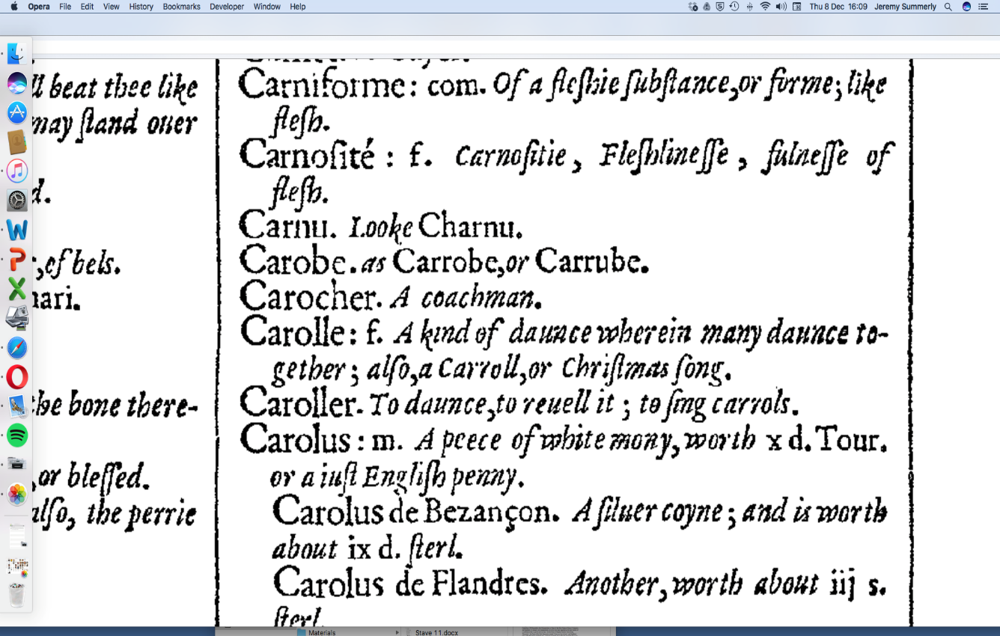 Opera File Edit View History Bookmarks Developer Window Help Thu 8 Dec 16:09 Jeremy Summerly
ll beat thee like
may ſtand ouer
d.
,of bels.
nari.
the bone there-
,or bleſſed.
alſo, the perrie
Carniforme: com. Of a fleſhie ſubſtance,or forme; like
fleſh.
Carnoſité : f. Carnoſitie, Fleſhlineſſe, fulneſſe of
fleſh.
Carnu. Looke Charnu.
Carobe. as Carrobe,or Carrube.
Carocher. A coachman.
Carolle: f. A kind of daunce wherein many daunce to-
gether; alſo,a Carroll,or Chriſtmas ſong.
Caroller. To daunce,to reuell it ; to ſing carrols.
Carolus: m. A peece of white mony, worth x d. Tour.
or a iuſt Engliſh penny.
Carolus de Bezançon. A ſiluer coyne; and is worth
about ix d. ſterl.
Carolus de Flandres. Another, worth about iij s.
ſterl.
Materials Stave 11.docx